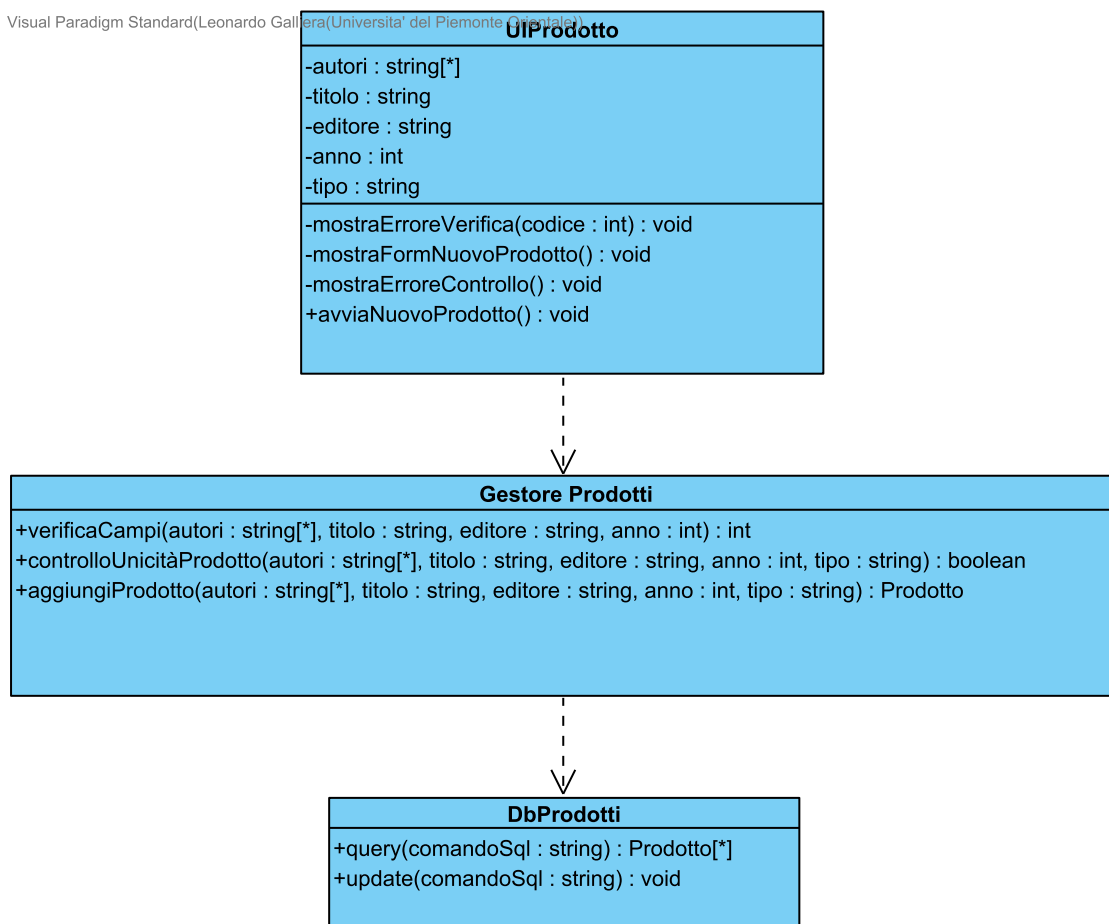 Visual Paradigm Standard(Leonardo Gallera(Universita' del Piemonte Orientale))
UIProdotto
-autori : string[*]
-titolo : string
-editore : string
-anno : int
-tipo : string
-mostraErroreVerifica(codice : int) : void
-mostraFormNuovoProdotto() : void
-mostraErroreControllo() : void
+avviaNuovoProdotto() : void
Gestore Prodotti
+verificaCampi(autori : string[*], titolo : string, editore : string, anno : int) : int
+controlloUnicitàProdotto(autori : string[*], titolo : string, editore : string, anno : int, tipo : string) : boolean
+aggiungiProdotto(autori : string[*], titolo : string, editore : string, anno : int, tipo : string) : Prodotto
DbProdotti
+query(comandoSql : string) : Prodotto[*]
+update(comandoSql : string) : void